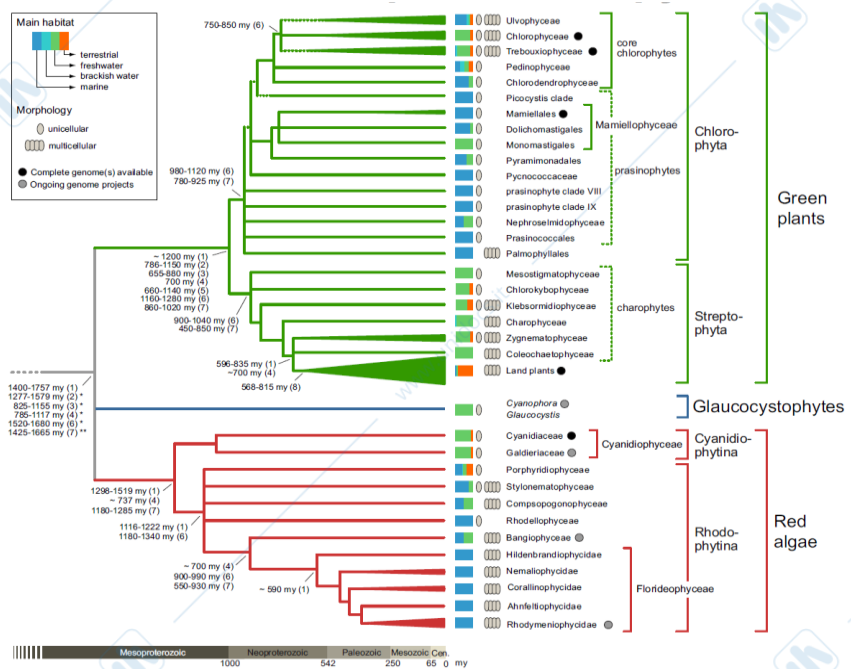 Main habitat
terrestrial
freshwater
brackish water
marine
Morphology
unicellular
multicellular
Complete genome(s) available
Ongoing genome projects
750-850 my (6)
980-1120 my (6)
780-925 my (7)
~ 1200 my (1)
786-1150 my (2)
655-880 my (3)
700 my (4)
660-1140 my (5)
1160-1280 my (6)
860-1020 my (7)
900-1040 my (6)
450-850 my (7)
596-835 my (1)
~700 my (4)
568-815 my (8)
1400-1757 my (1)
1277-1579 my (2) *
825-1155 my (3) *
785-1117 my (4) *
1520-1680 my (6) *
1425-1665 my (7) **
1298-1519 my (1)
~ 737 my (4)
1180-1285 my (7)
1116-1222 my (1)
1180-1340 my (6)
~ 700 my (4)
900-990 my (6)
550-930 my (7)
~ 590 my (1)
Ulvophyceae
Chlorophyceae
Trebouxiophyceae
Pedinophyceae
Chlorodendrophyceae
Picocystis clade
Mamiellales
Dolichomastigales
Monomastigales
Pyramimonadales
Pycnococcaceae
prasinophyte clade VIII
prasinophyte clade IX
Nephroselmidophyceae
Prasinococcales
Palmophyllales
Mesostigmatophyceae
Chlorokybophyceae
Klebsormidiophyceae
Charophyceae
Zygnematophyceae
Coleochaetophyceae
Land plants
Cyanophora
Glaucocystis
Cyanidiaceae
Galdieriaceae
Porphyridiophyceae
Stylonematophyceae
Compsopogonophyceae
Rhodellophyceae
Bangiophyceae
Hildenbrandiophycidae
Nemaliophycidae
Corallinophycidae
Ahnfeltiophycidae
Rhodymeniophycidae
core
chlorophytes
Mamiellophyceae
prasinophytes
charophytes
Cyanidiophyceae
Florideophyceae
Chloro-
phyta
Strepto-
phyta
Glaucocystophytes
Cyanidio-
phytina
Rhodo-
phytina
Green
plants
Red
algae
Mesoproterozoic
Neoproterozoic
Paleozoic
Mesozoic
Cen.
1000
542
250
65
0
my